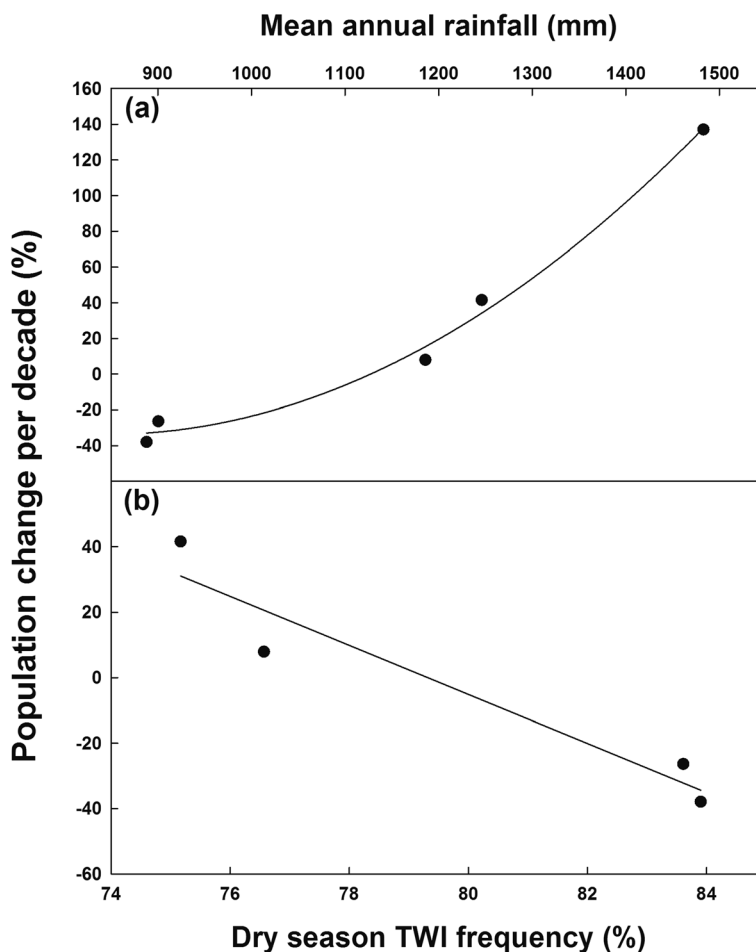 Mean annual rainfall (mm)
900 1000 1100 1200 1300 1400 1500
(a)
160
140
120
100
80
60
40
20
0
-20
-40
Population change per decade (%)
(b)
40
20
0
-20
-40
-60
74 76 78 80 82 84
Dry season TWI frequency (%)